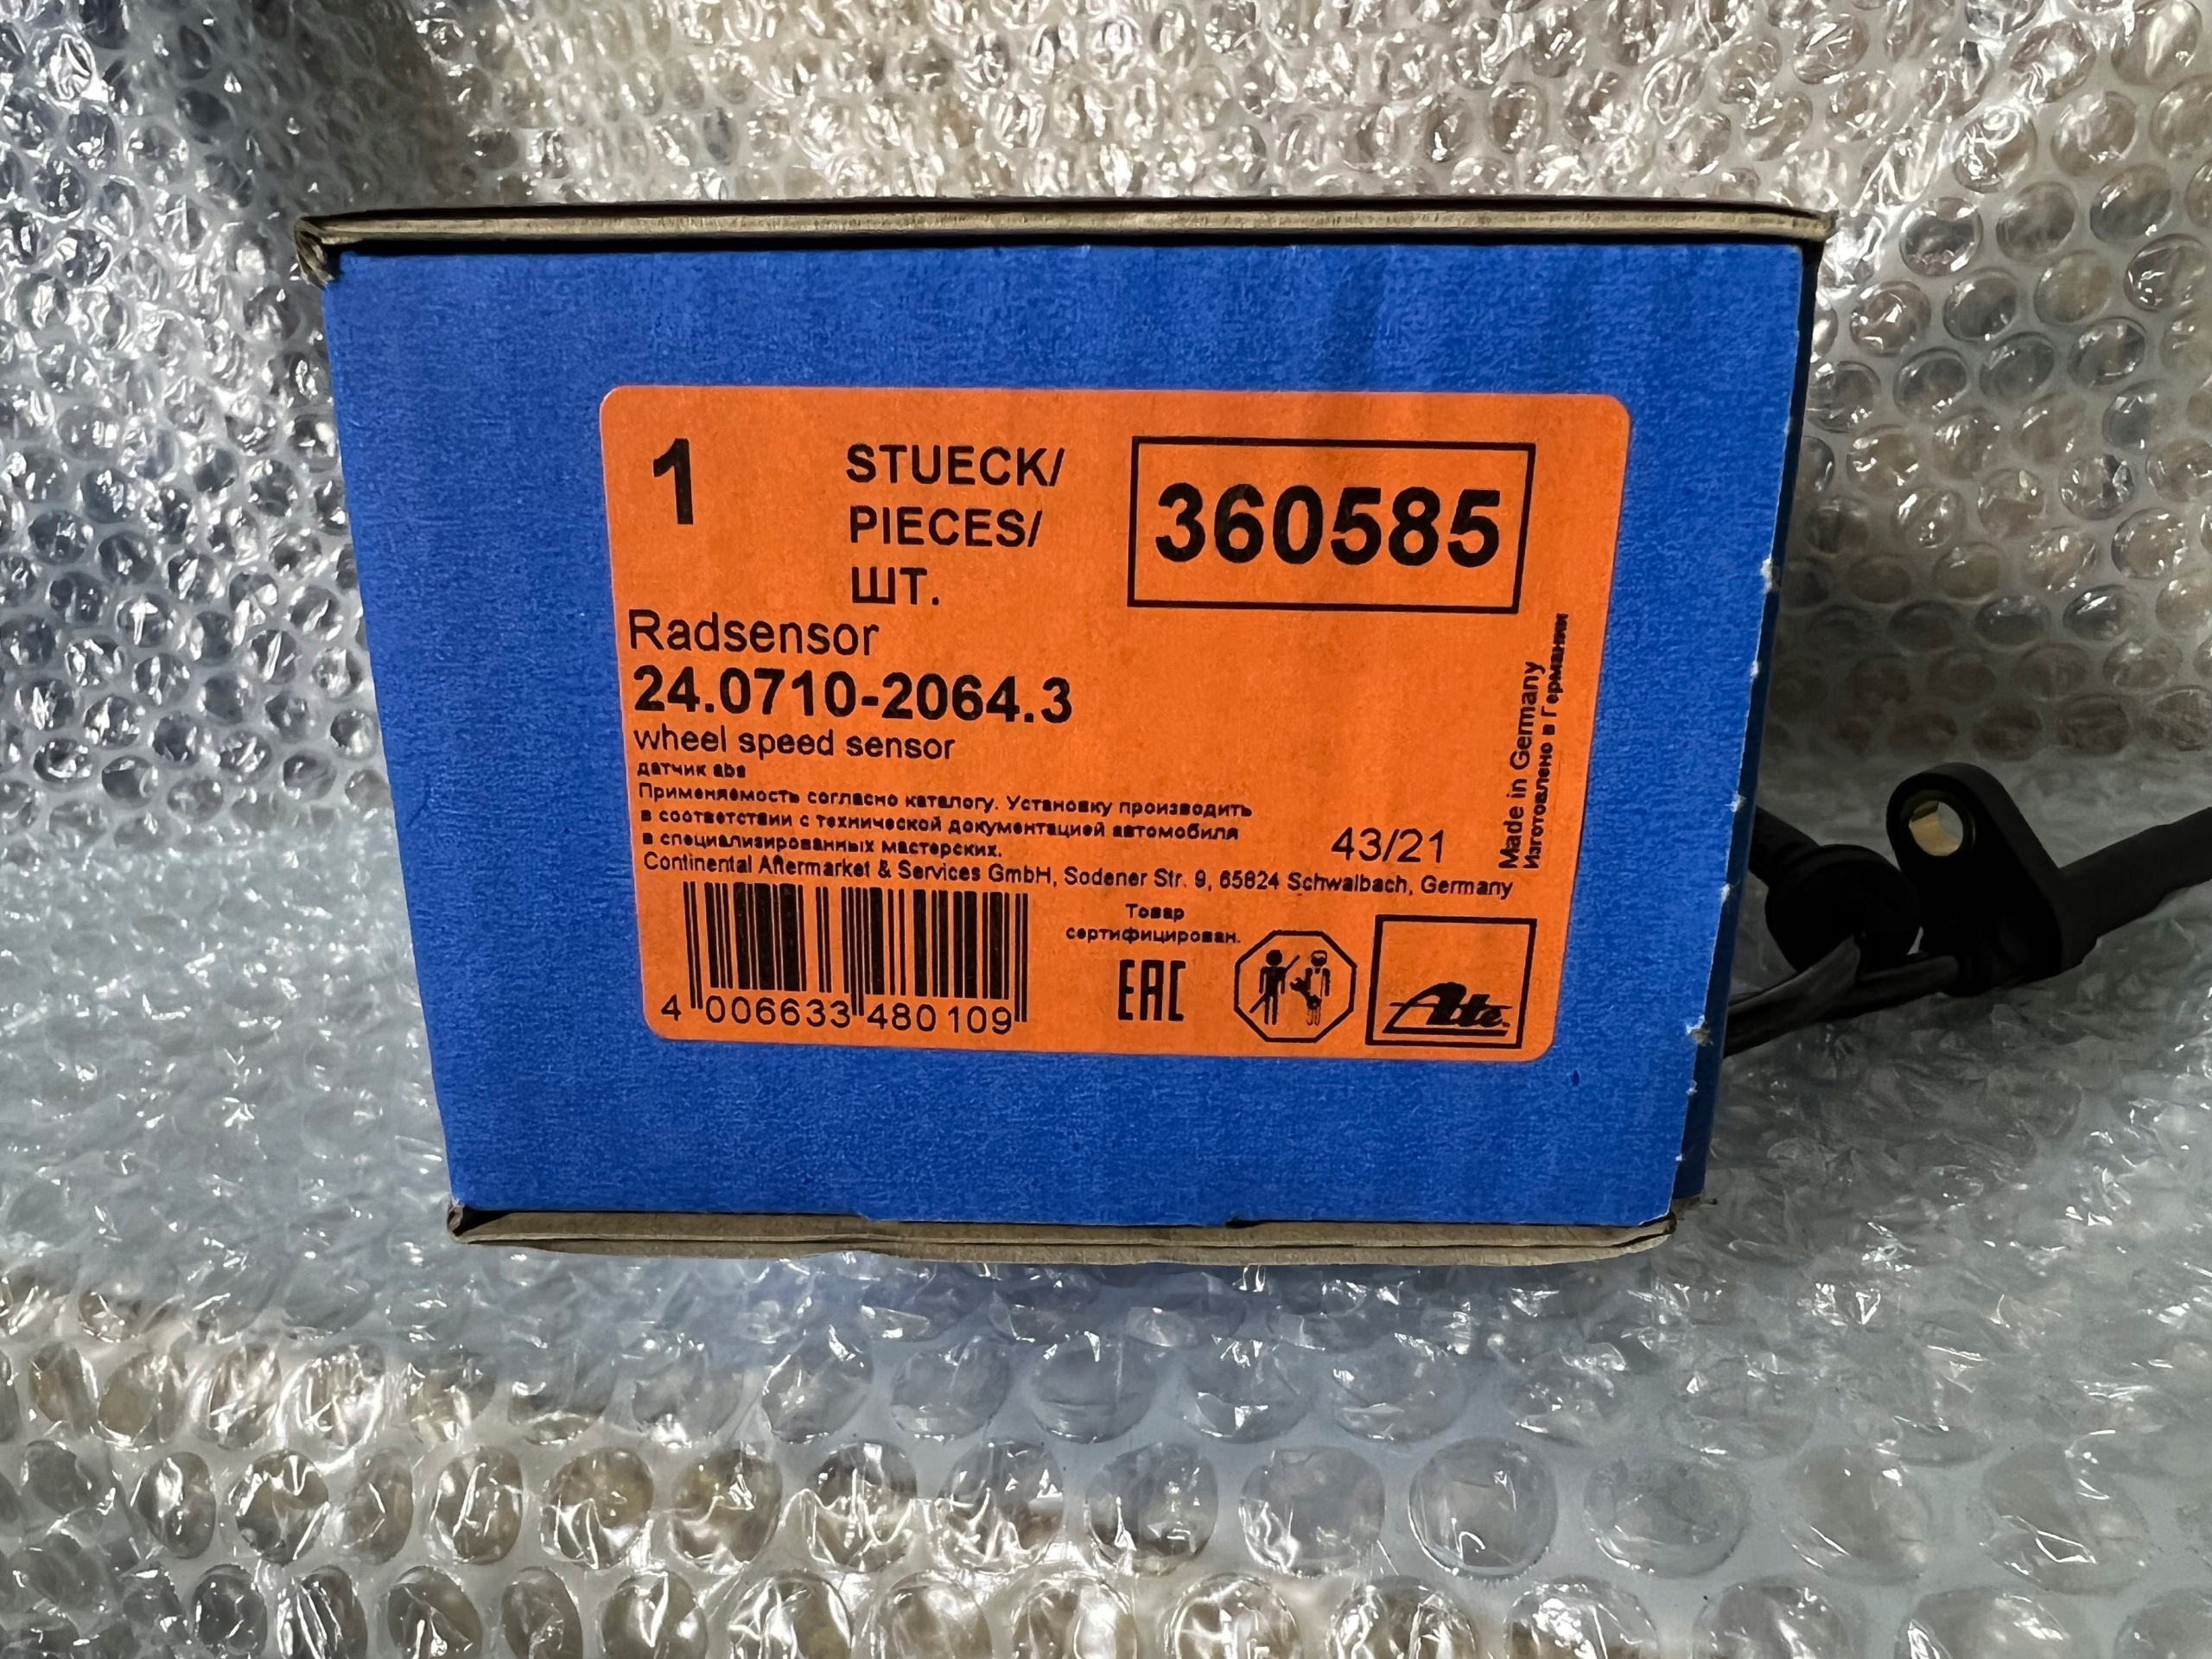 1
STUECK/
PIECES/
ШТ.
360585
Radsensor
24.0710-2064.3
wheel speed sensor
датчик abs
Применяемость согласно каталогу. Установку производить
в соответствии с технической документацией автомобиля
в специализированных мастерских.
43/21
Made in Germany
Изготовлено в Германии
Continental Aftermarket & Services GmbH, Sodener Str. 9, 65824 Schwalbach, Germany
Товар
сертифицирован.
EAC
Ate
4 006633 480109